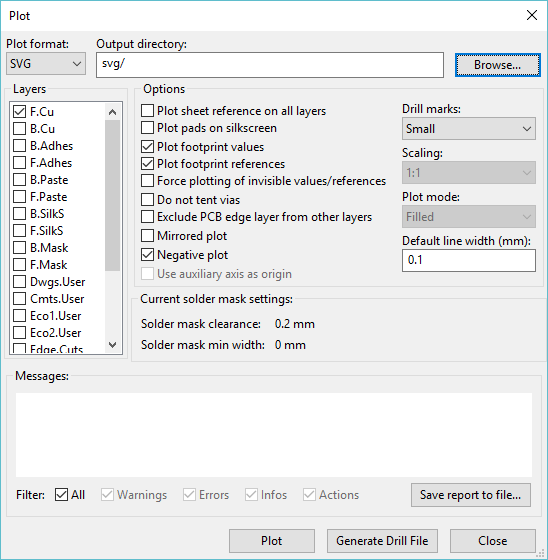 Plot
Plot format:
Output directory:
SVG
svg/
Browse...
Layers
F.Cu
B.Cu
B.Adhes
F.Adhes
B.Paste
F.Paste
B.SilkS
F.SilkS
B.Mask
F.Mask
Dwgs.User
Cmts.User
Eco1.User
Eco2.User
Edge.Cuts
Options
Plot sheet reference on all layers
Plot pads on silkscreen
Plot footprint values
Plot footprint references
Force plotting of invisible values/references
Do not tent vias
Exclude PCB edge layer from other layers
Mirrored plot
Negative plot
Use auxiliary axis as origin
Drill marks:
Small
Scaling:
1:1
Plot mode:
Filled
Default line width (mm):
0.1
Current solder mask settings:
Solder mask clearance: 0.2 mm
Solder mask min width: 0 mm
Messages:
Filter: All Warnings Errors Infos Actions
Save report to file...
Plot
Generate Drill File
Close